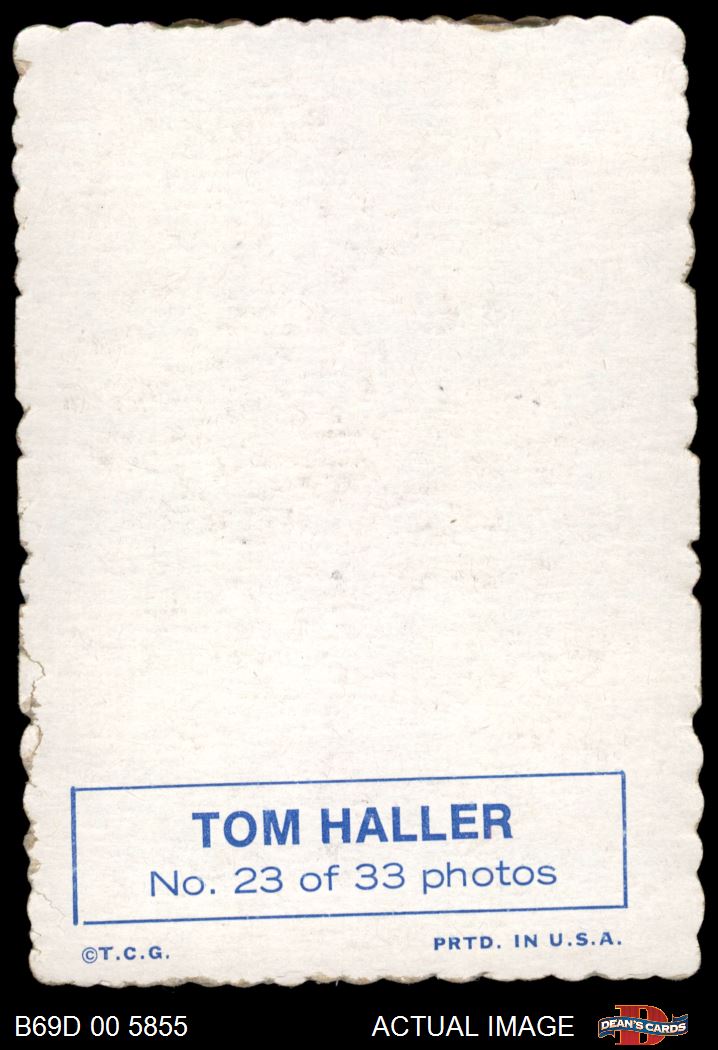 TOM HALLER
No. 23 of 33 photos
©T.C.G.
PRTD. IN U.S.A.
B69D 00 5855
ACTUAL IMAGE
D
DEAN'S CARDS